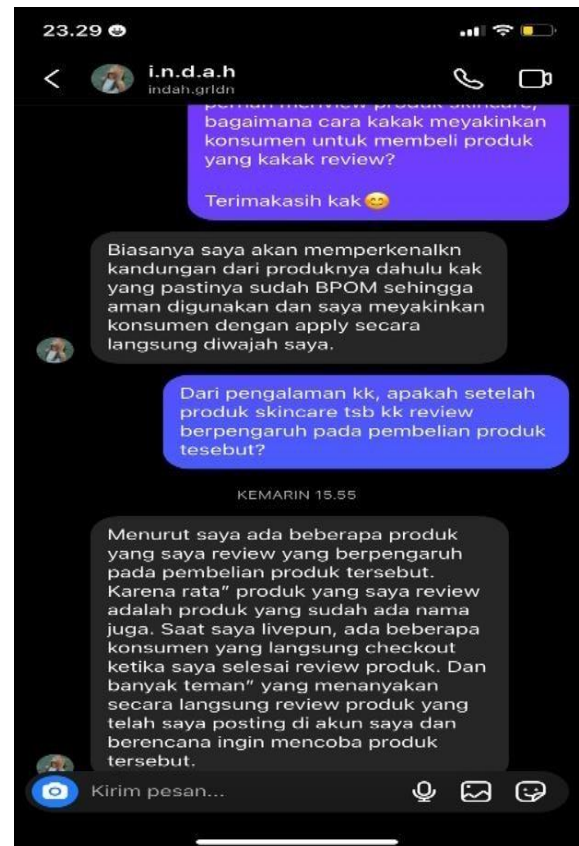 23.29
i.n.d.a.h
indah.grldn
produk skincare,
bagaimana cara kakak meyakinkan
konsumen untuk membeli produk
yang kakak review?
Terimakasih kak😊
Biasanya saya akan memperkenalkn
kandungan dari produknya dahulu kak
yang pastinya sudah BPOM sehingga
aman digunakan dan saya meyakinkan
konsumen dengan apply secara
langsung diwajah saya.
Dari pengalaman kk, apakah setelah
produk skincare tsb kk review
berpengaruh pada pembelian produk
tesebut?
KEMARIN 15.55
Menurut saya ada beberapa produk
yang saya review yang berpengaruh
pada pembelian produk tersebut.
Karena rata" produk yang saya review
adalah produk yang sudah ada nama
juga. Saat saya livepun, ada beberapa
konsumen yang langsung checkout
ketika saya selesai review produk. Dan
banyak teman" yang menanyakan
secara langsung review produk yang
telah saya posting di akun saya dan
berencana ingin mencoba produk
tersebut.
Kirim pesan...